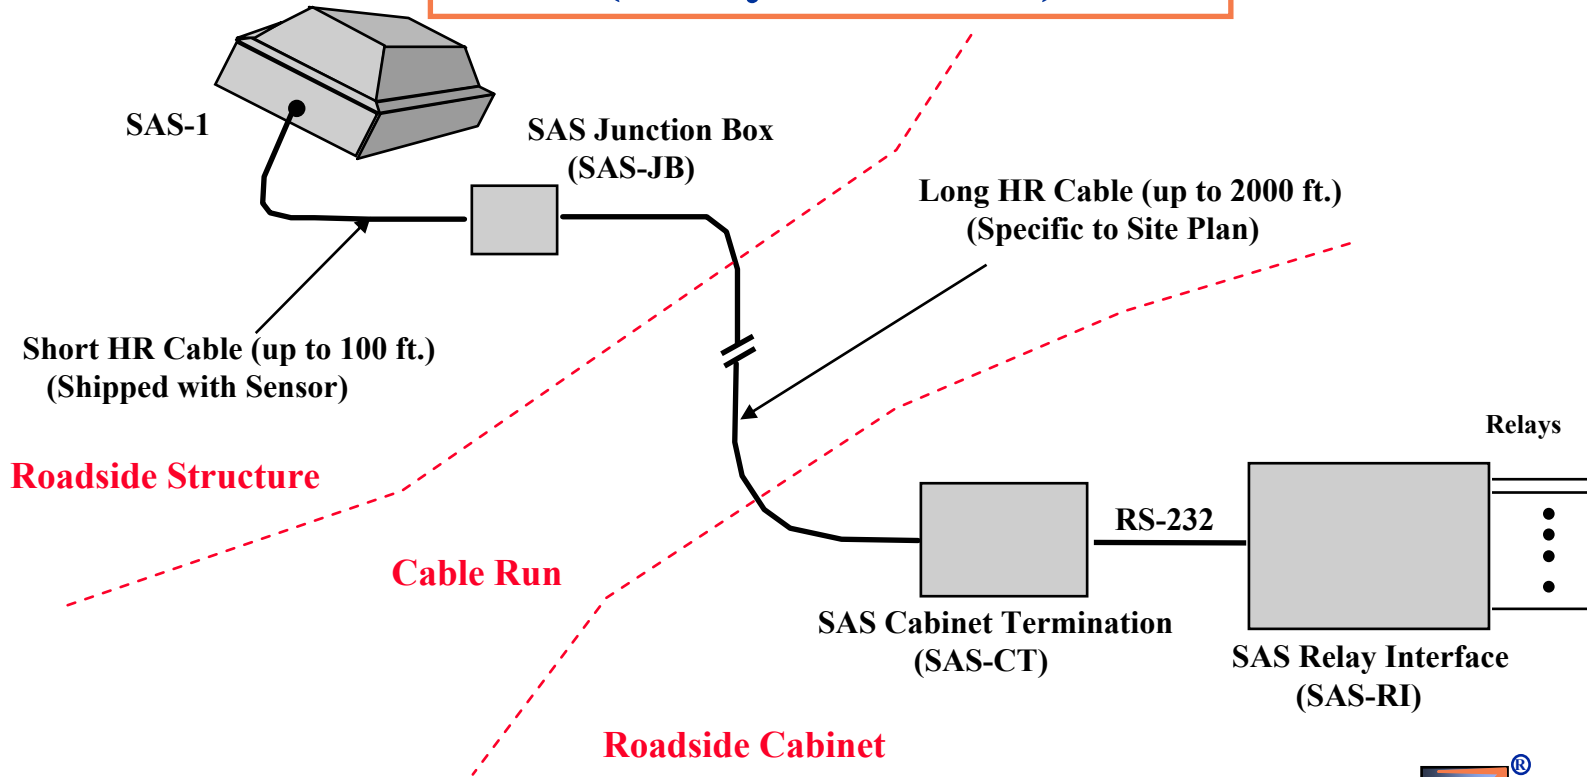 SAS-1
SAS Junction Box
(SAS-JB)
Long HR Cable (up to 2000 ft.)
(Specific to Site Plan)
Short HR Cable (up to 100 ft.)
(Shipped with Sensor)
Relays
Roadside Structure
RS-232
Cable Run
SAS Cabinet Termination
(SAS-CT)
SAS Relay Interface
(SAS-RI)
Roadside Cabinet
®